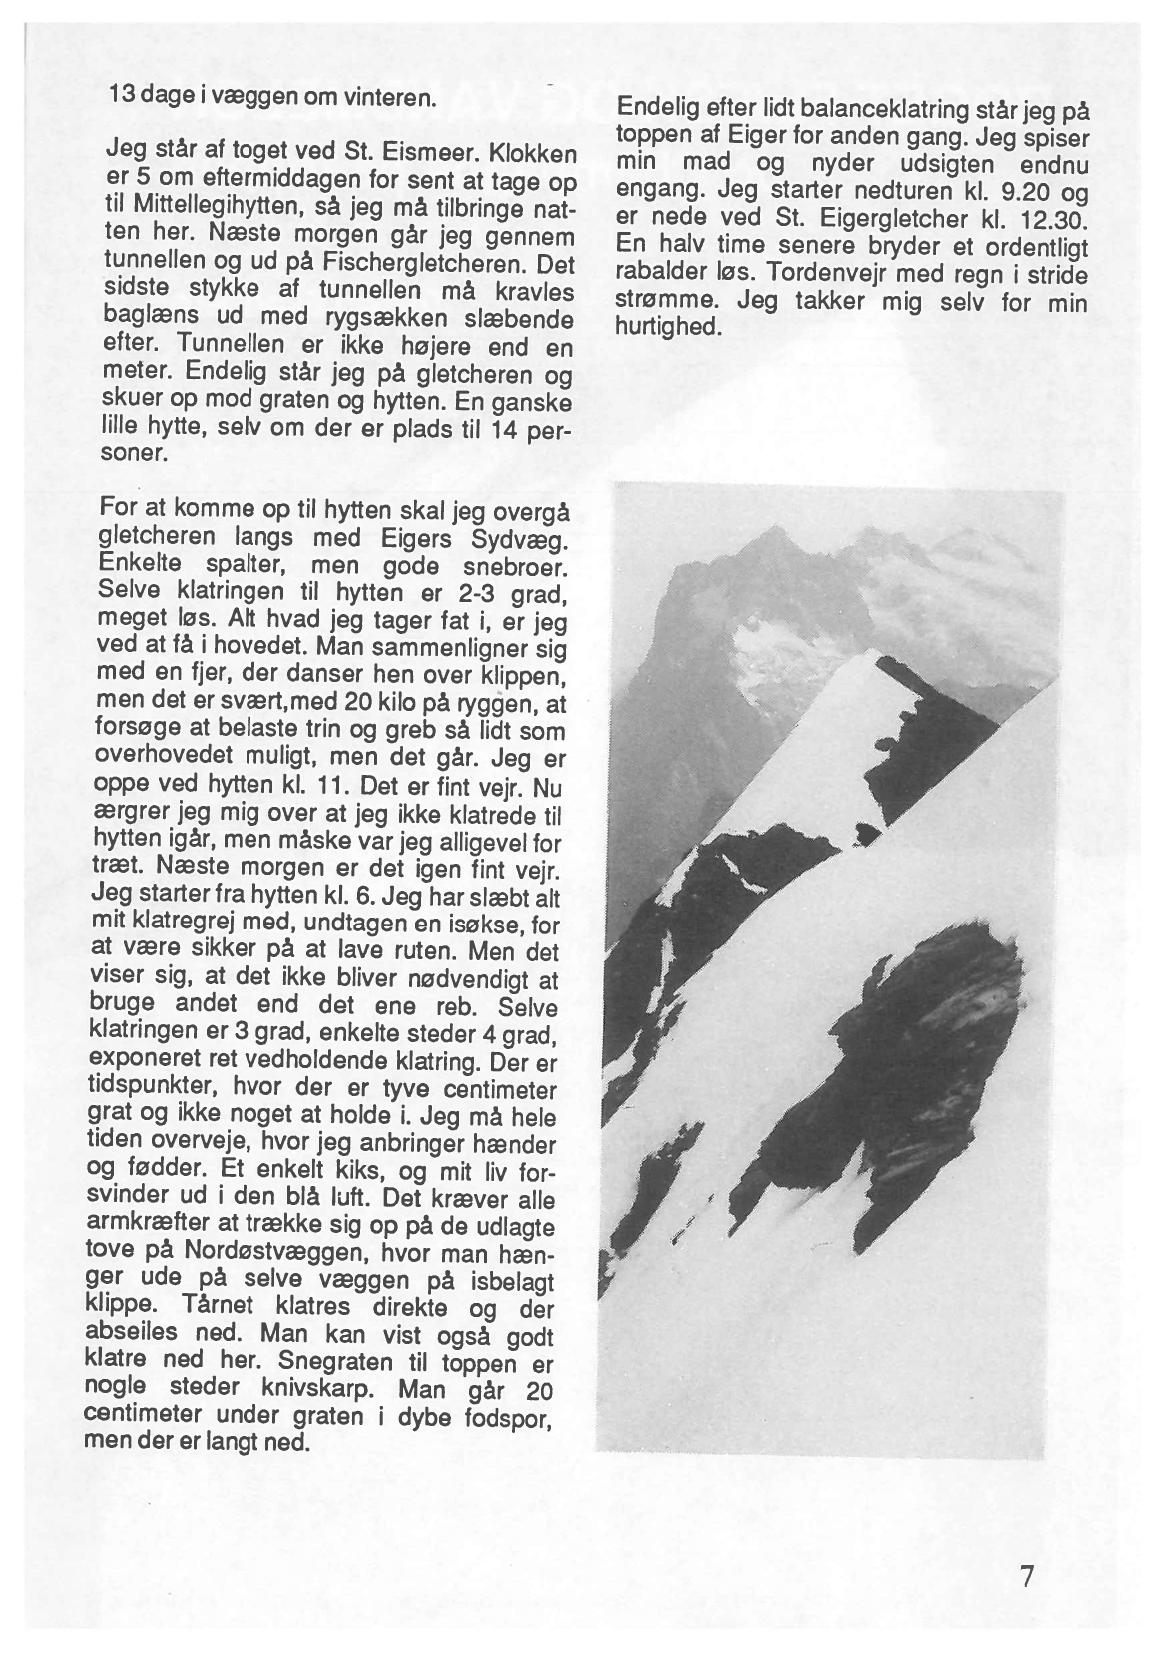 13 dage i væggen om vinteren.
Jeg står af toget ved St. Eismeer. Klokken
er 5 om eftermiddagen for sent at tage op
til Mittellegihytten, så jeg må tilbringe nat-
ten her. Næste morgen går jeg gennem
tunnellen og ud på Fischergletcheren. Det
sidste stykke af tunnellen må kravles
baglæns ud med rygsækken slæbende
efter. Tunnellen er ikke højere end en
meter. Endelig står jeg på gletcheren og
skuer op mod graten og hytten. En ganske
lille hytte, selv om der er plads til 14 per-
soner.
For at komme op til hytten skal jeg overgå
gletcheren langs med Eigers Sydvæg.
Enkelte spalter, men gode snebroer.
Selve klatringen til hytten er 2-3 grad,
meget løs. Alt hvad jeg tager fat i, er jeg
ved at få i hovedet. Man sammenligner sig
med en fjer, der danser hen over klippen,
men det er svært,med 20 kilo på ryggen, at
forsøge at belaste trin og greb så lidt som
overhovedet muligt, men det går. Jeg er
oppe ved hytten kl. 11. Det er fint vejr. Nu
ærgrer jeg mig over at jeg ikke klatrede til
hytten igår, men måske var jeg alligevel for
træt. Næste morgen er det igen fint vejr.
Jeg starter fra hytten kl. 6. Jeg har slæbt alt
mit klatregrej med, undtagen en isøkse, for
at være sikker på at lave ruten. Men det
viser sig, at det ikke bliver nødvendigt at
bruge andet end det ene reb. Selve
klatringen er 3 grad, enkelte steder 4 grad,
exponeret ret vedholdende klatring. Der er
tidspunkter, hvor der er tyve centimeter
grat og ikke noget at holde i. Jeg må hele
tiden overveje, hvor jeg anbringer hænder
og fødder. Et enkelt kiks, og mit liv for-
svinder ud i den blå luft. Det kræver alle
armkræfter at trække sig op på de udlagte
tove på Nordøstvæggen, hvor man hæn-
ger ude på selve væggen på isbelagt
klippe. Tårnet klatres direkte og der
abseiles ned. Man kan vist også godt
klatre ned her. Snegraten til toppen er
nogle steder knivskarp. Man går 20
centimeter under graten i dybe fodspor,
men der er langt ned.
Endelig efter lidt balanceklatring står jeg på
toppen af Eiger for anden gang. Jeg spiser
min mad og nyder udsigten endnu
engang. Jeg starter nedturen kl. 9.20 og
er nede ved St. Eigergletcher kl. 12.30.
En halv time senere bryder et ordentligt
rabalder løs. Tordenvejr med regn i stride
strømme. Jeg takker mig selv for min
hurtighed.
7